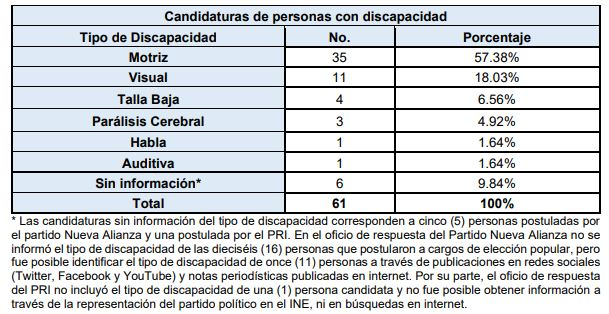 Candidaturas de personas con discapacidad
Tipo de Discapacidad No. Porcentaje
Motriz 35 57.38%
Visual 11 18.03%
Talla Baja 4 6.56%
Parálisis Cerebral 3 4.92%
Habla 1 1.64%
Auditiva 1 1.64%
Sin información* 6 9.84%
Total 61 100%
* Las candidaturas sin información del tipo de discapacidad corresponden a cinco (5) personas postuladas por
el partido Nueva Alianza y una postulada por el PRI. En el oficio de respuesta del Partido Nueva Alianza no se
informó el tipo de discapacidad de las dieciséis (16) personas que postularon a cargos de elección popular, pero
fue posible identificar el tipo de discapacidad de once (11) personas a través de publicaciones en redes sociales
(Twitter, Facebook y YouTube) y notas periodísticas publicadas en internet. Por su parte, el oficio de respuesta
del PRI no incluyó el tipo de discapacidad de una (1) persona candidata y no fue posible obtener información a
través de la representación del partido político en el INE, ni en búsquedas en internet.